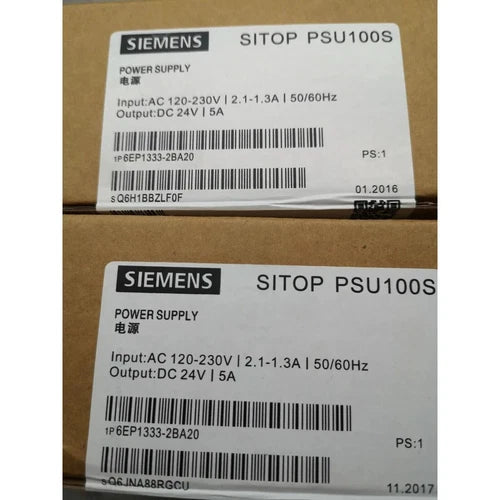 SIEMENS SITOP PSU100S
POWER SUPPLY
电源
Input:AC 120-230V | 2.1-1.3A | 50/60Hz
Output:DC 24V | 5A
1P 6EP1333-2BA20
PS:1
S Q6H1BBZLF0F
01.2016
SIEMENS SITOP PSU100S
POWER SUPPLY
电源
Input:AC 120-230V | 2.1-1.3A | 50/60Hz
Output:DC 24V | 5A
1P 6EP1333-2BA20
PS:1
SQ6JNA88RGCU
11.2017